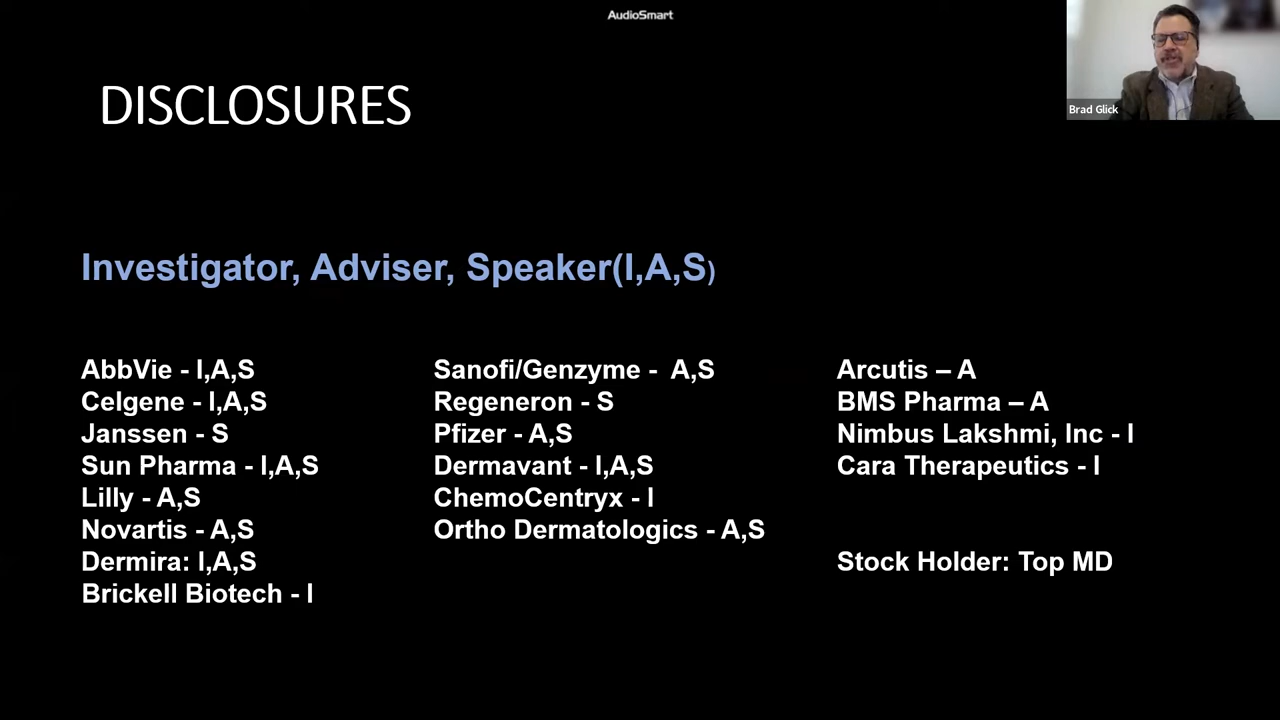 AudioSmart
Brad Glick
DISCLOSURES
Investigator, Adviser, Speaker(I,A,S)
AbbVie - I,A,S
Celgene - I,A,S
Janssen - S
Sun Pharma - I,A,S
Lilly - A,S
Novartis - A,S
Dermira: I,A,S
Brickell Biotech - I
Sanofi/Genzyme -  A,S
Regeneron - S
Pfizer - A,S
Dermavant - I,A,S
ChemoCentryx - I
Ortho Dermatologics - A,S
Arcutis – A
BMS Pharma – A
Nimbus Lakshmi, Inc - I
Cara Therapeutics - I
Stock Holder: Top MD